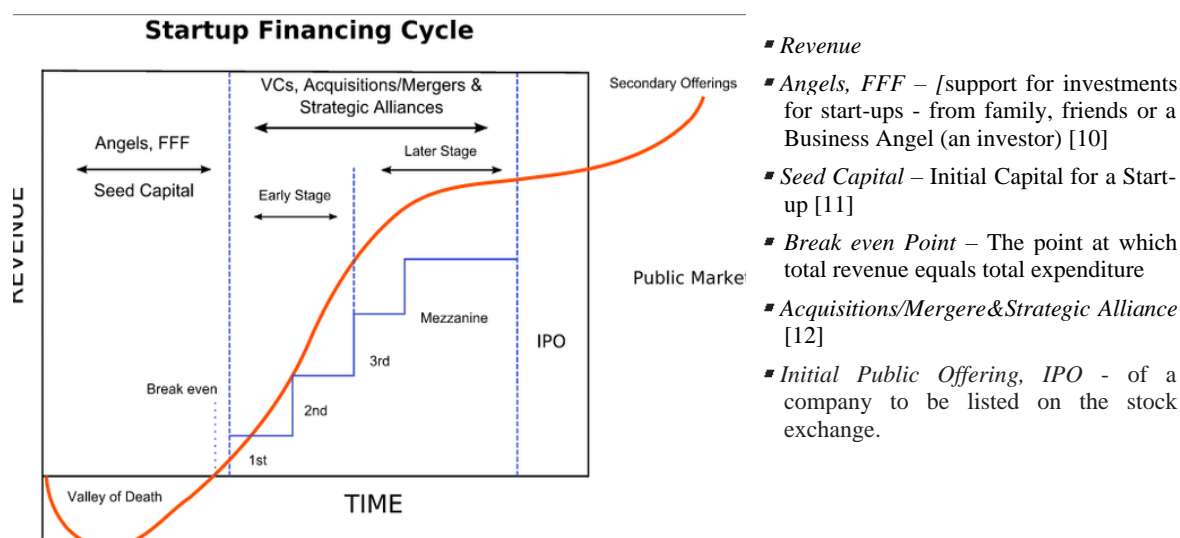 Startup Financing Cycle
VCs, Acquisitions/Mergers &
Strategic Alliances
Secondary Offerings
Angels, FFF
Later Stage
Seed Capital
Early Stage
REVENUE
Public Market
Mezzanine
IPO
3rd
Break even
2nd
1st
Valley of Death
TIME
▪ Revenue
▪ Angels, FFF – [support for investments
for start-ups - from family, friends or a
Business Angel (an investor) [10]
▪ Seed Capital – Initial Capital for a Start-
up [11]
▪ Break even Point – The point at which
total revenue equals total expenditure
▪ Acquisitions/Mergere&Strategic Alliance
[12]
▪ Initial Public Offering, IPO - of a
company to be listed on the stock
exchange.